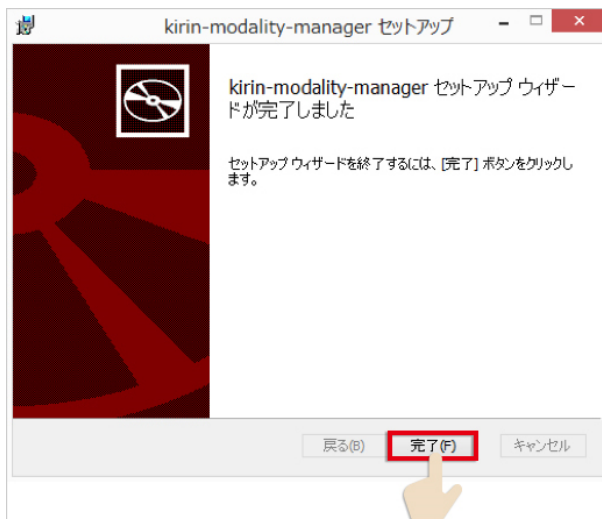 kirin-modality-manager セットアップ
kirin-modality-manager セットアップ ウィザー
ドが完了しました
セットアップ ウィザードを終了するには、[完了] ボタンをクリックし
ます。
戻る(B) 完了(F) キャンセル